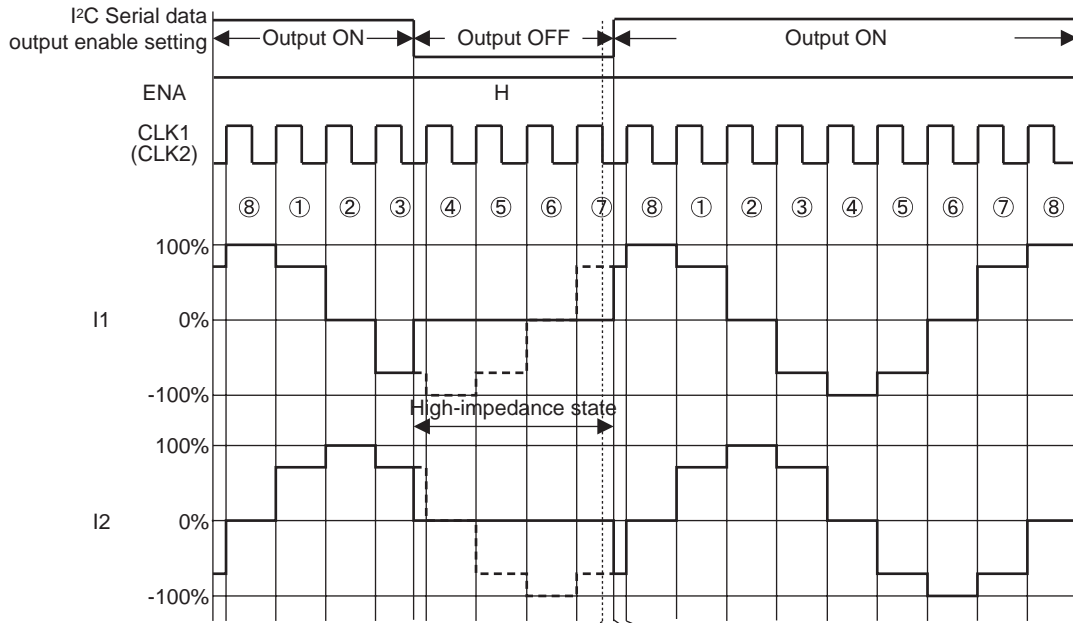 I²C Serial data
output enable setting
Output ON
Output OFF
Output ON
ENA
H
CLK1
(CLK2)
⑧ ① ② ③ ④ ⑤ ⑥ ⑦ ⑧ ① ② ③ ④ ⑤ ⑥ ⑦ ⑧
100%
I1
0%
-100%
High-impedance state
100%
I2
0%
-100%